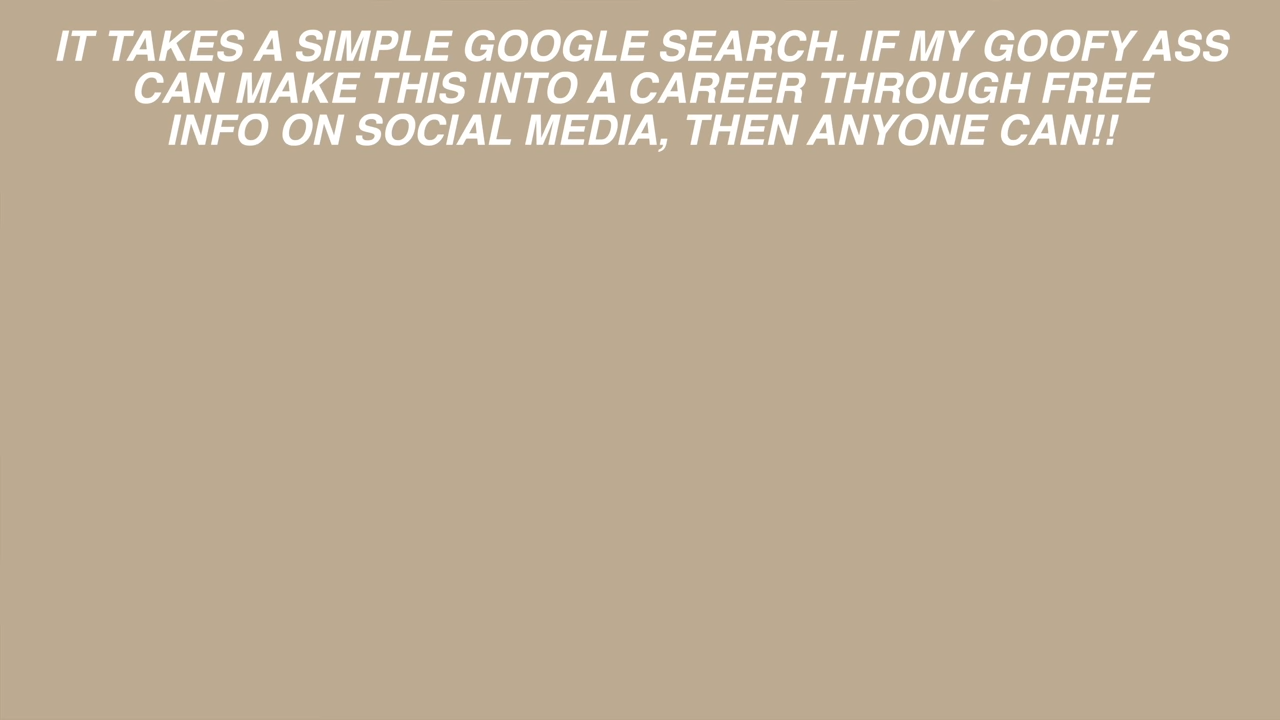 IT TAKES A SIMPLE GOOGLE SEARCH. IF MY GOOFY ASS
CAN MAKE THIS INTO A CAREER THROUGH FREE
INFO ON SOCIAL MEDIA, THEN ANYONE CAN!!